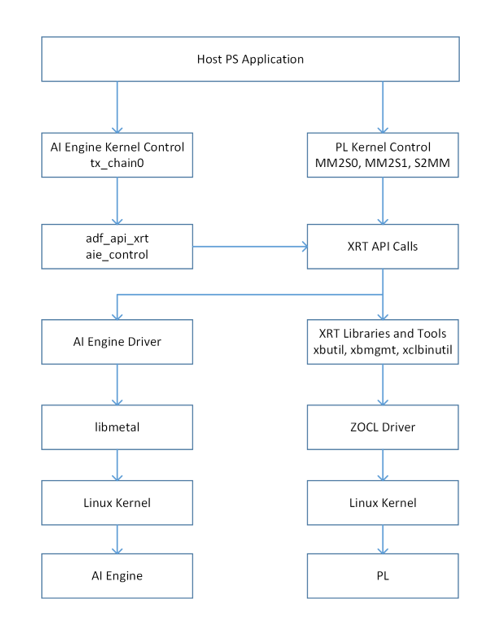 Host PS Application
AI Engine Kernel Control
tx_chain0
PL Kernel Control
MM2S0, MM2S1, S2MM
adf_api_xrt
aie_control
XRT API Calls
AI Engine Driver
XRT Libraries and Tools
xbutil, xbmgmt, xclbinutil
libmetal
ZOCL Driver
Linux Kernel
Linux Kernel
AI Engine
PL